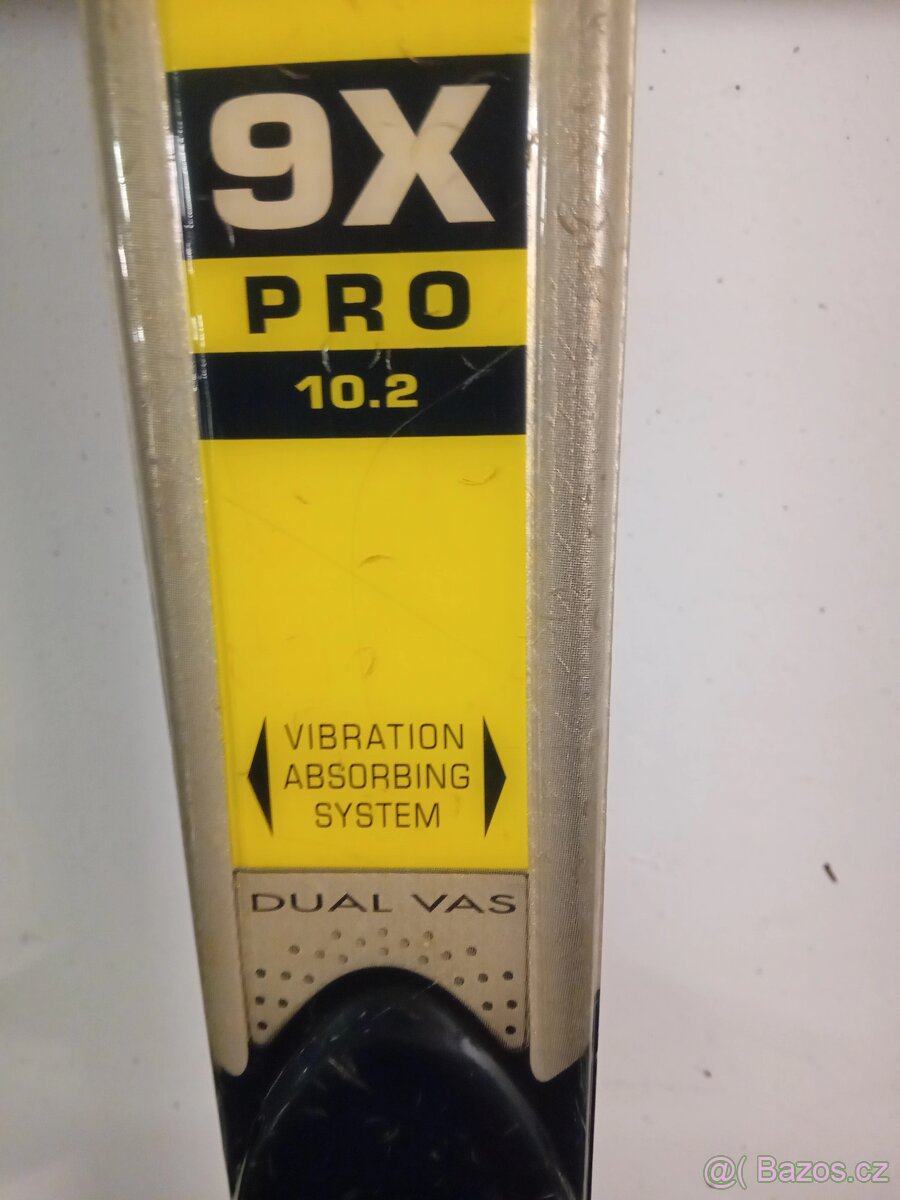 9X
PRO
10.2
VIBRATION
ABSORBING
SYSTEM
DUAL VAS
@( Bazos.cz